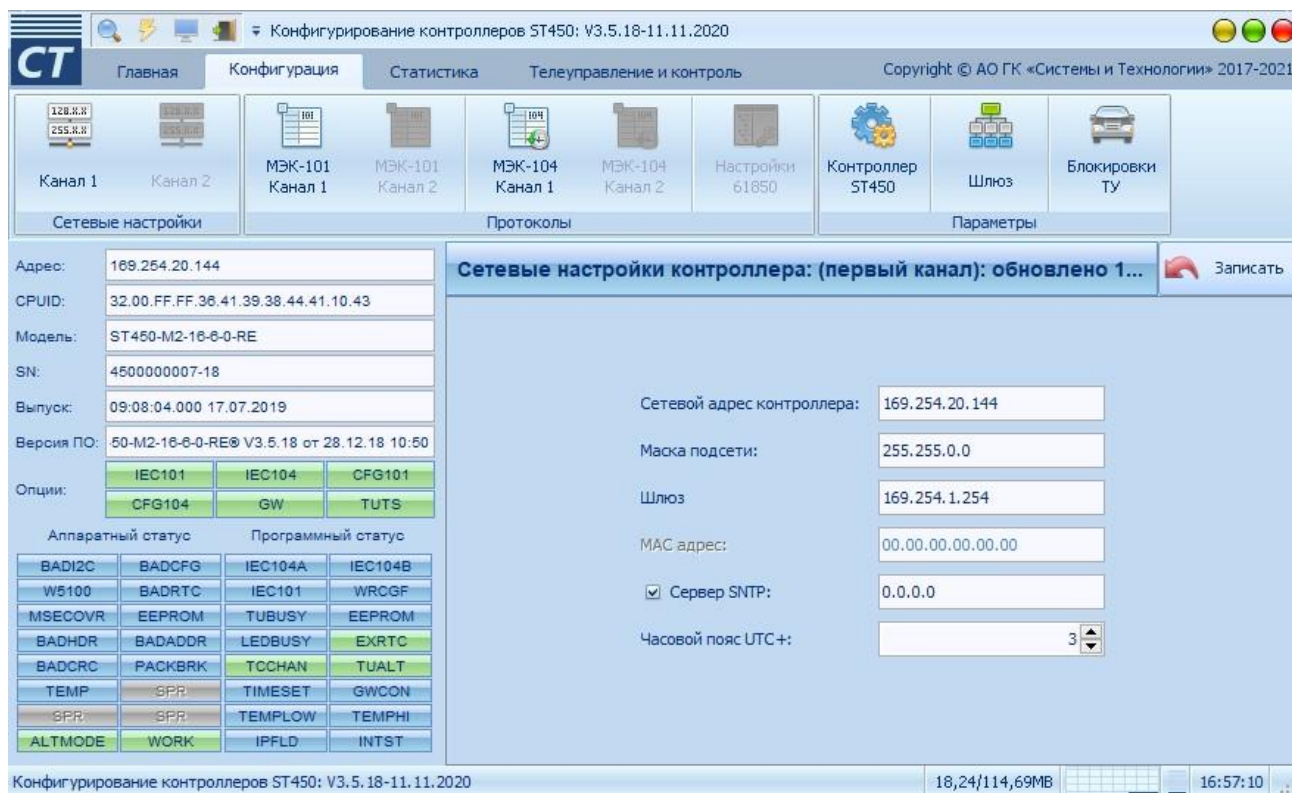 Конфигурирование контроллеров ST450: V3.5.18-11.11.2020
СТ
Главная Конфигурация Статистика Телеуправление и контроль Copyright © АО ГК «Системы и Технологии» 2017-2021
128.X.X 255.X.X Канал 1
128.X.X 255.X.X Канал 2
Сетевые настройки
101 МЭК-101 Канал 1
101 МЭК-101 Канал 2
104 МЭК-104 Канал 1
104 МЭК-104 Канал 2
Настройки 61850
Протоколы
Контроллер ST450
Шлюз
Блокировки ТУ
Параметры
Адрес: 169.254.20.144
CPUID: 32.00.FF.FF.36.41.39.38.44.41.10.43
Модель: ST450-M2-16-6-0-RE
SN: 4500000007-18
Выпуск: 09:08:04.000 17.07.2019
Версия ПО: 50-M2-16-6-0-RE® V3.5.18 от 28.12.18 10:50
Опции:
IEC101 IEC104 CFG101
CFG104 GW TUTS
Аппаратный статус Программный статус
BADI2C BADCFG IEC104A IEC104B
W5100 BADRTC IEC101 WRCGF
MSECOVR EEPROM TUBUSY EEPROM
BADHDR BADADDR LEDBUSY EXRTC
BADCRC PACKBRK TCCHAN TUALT
TEMP SPR TIMESET GWCON
SPR SPR TEMPLOW TEMPHI
ALTMODE WORK IPFLD INTST
Сетевые настройки контроллера: (первый канал): обновлено 1...
Записать
Сетевой адрес контроллера: 169.254.20.144
Маска подсети: 255.255.0.0
Шлюз 169.254.1.254
MAC адрес: 00.00.00.00.00.00
Сервер SNTP: 0.0.0.0
Часовой пояс UTC+: 3
Конфигурирование контроллеров ST450: V3.5.18-11.11.2020
18,24/114,69MB
16:57:10